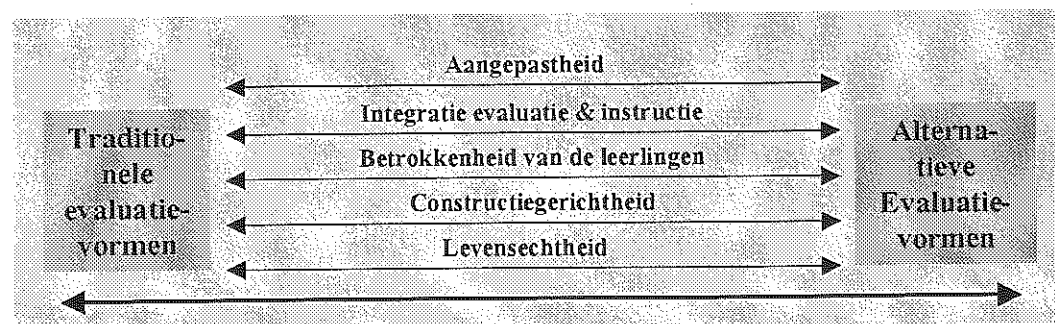 Aangepastheid
Integratie evaluatie & instructie
Betrokkenheid van de leerlingen
Constructiegerichtheid
Levensechtheid
Traditio-
nele
evaluatie-
vormen
Alterna-
tieve
Evaluatie-
vormen